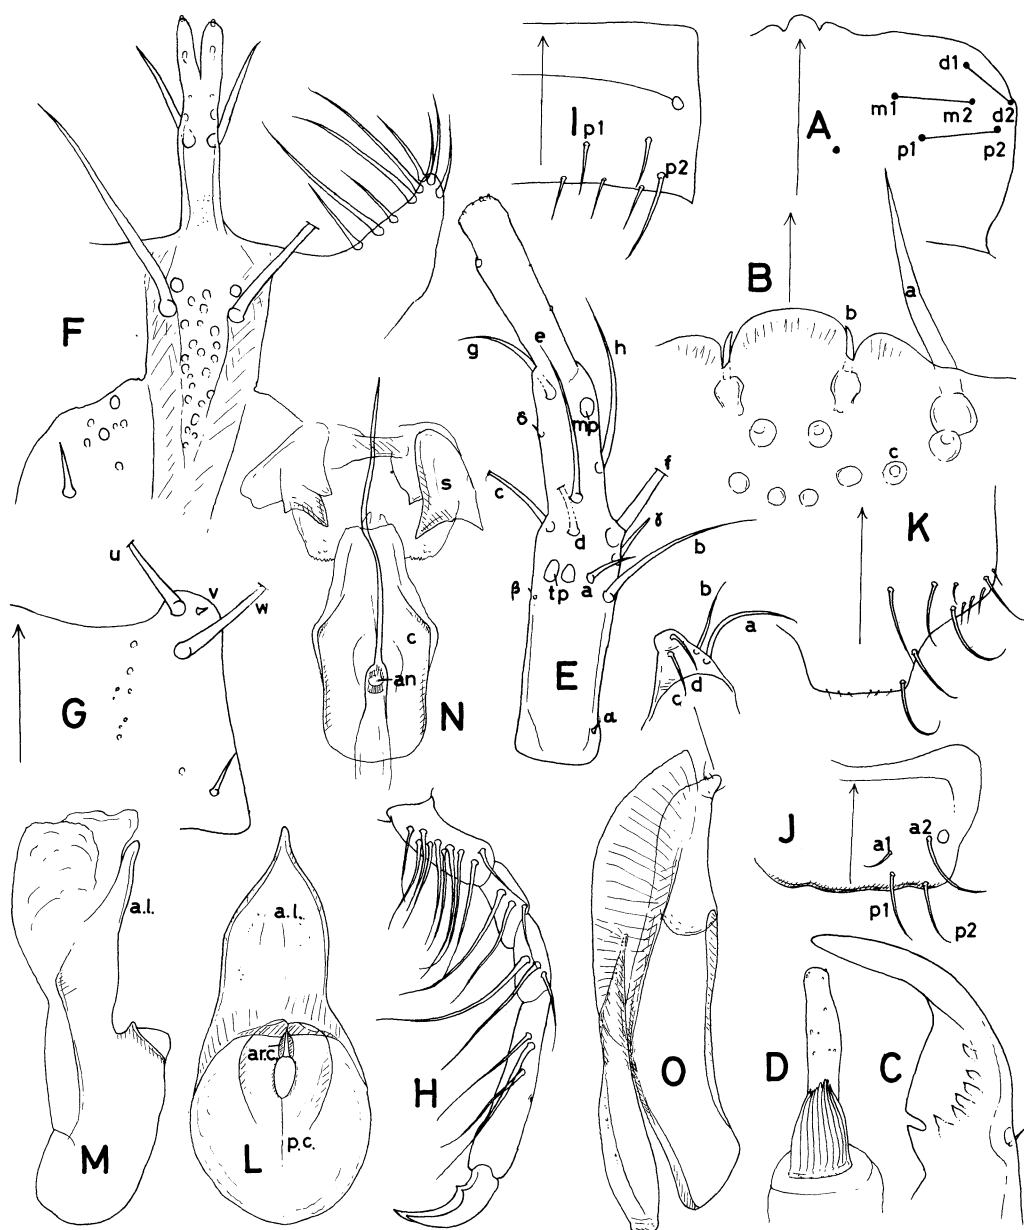 I
p1
p2
A
d1
m1 m2 d2
p1 p2
B
a
b
c
K
F
E
e
g
h
δ
mp
c
f
d
γ
b
a
β
tp
α
s
c
an
N
u
v
w
G
b
a
d
c
J
a1
a2
p1
p2
M
a.l.
L
a.l.
ar.c.
p.c.
H
O
D
C